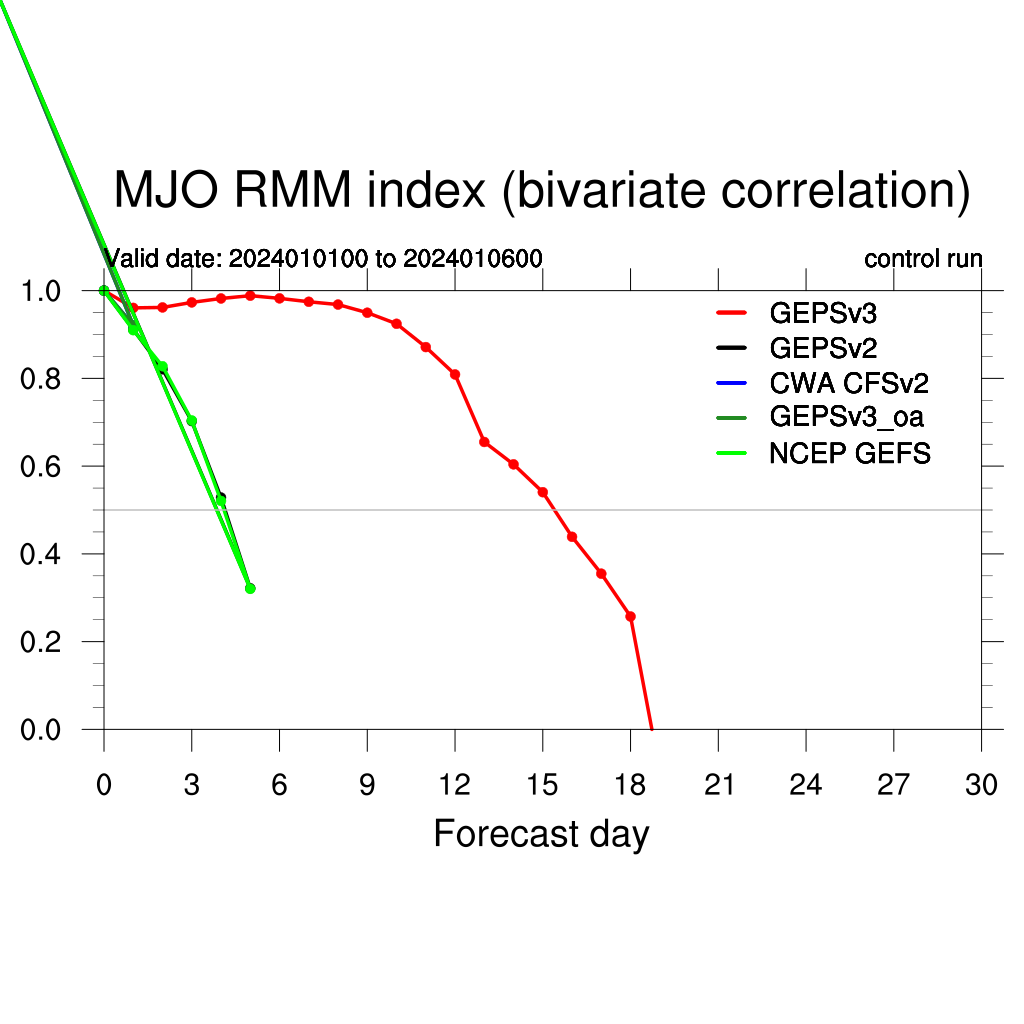 MJO RMM index (bivariate correlation)
Valid date: 2024010100 to 2024010600 control run
1.0
0.8
0.6
0.4
0.2
0.0
GEPSv3
GEPSv2
CWA CFSv2
GEPSv3_oa
NCEP GEFS
0 3 6 9 12 15 18 21 24 27 30
Forecast day